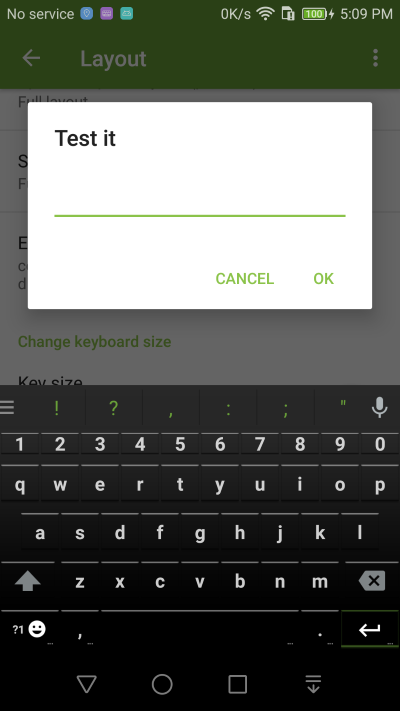 No service 0K/s 100 5:09 PM
Layout
Full layout
Test it
CANCEL OK
Change keyboard size
Key size
! ? , : ; "
1 2 3 4 5 6 7 8 9 0
q w e r t y u i o p
a s d f g h j k l
z x c v b n m
?1 , ... ... . ...